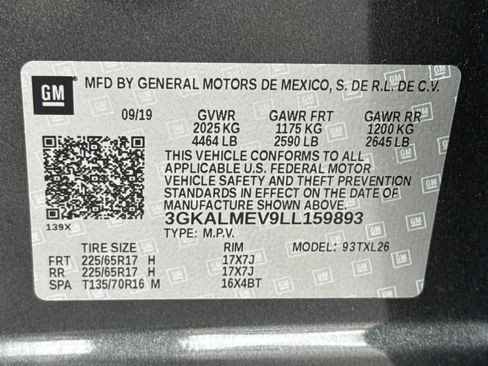 GM
MFD BY GENERAL MOTORS DE MEXICO, S. DE R.L. DE C.V.
09/19 GVWR GAWR FRT GAWR RR
2025 KG 1175 KG 1200 KG
4464 LB 2590 LB 2645 LB
THIS VEHICLE CONFORMS TO ALL
APPLICABLE U.S. FEDERAL MOTOR
VEHICLE SAFETY AND THEFT PREVENTION
STANDARDS IN EFFECT ON THE DATE OF
MANUFACTURE SHOWN ABOVE.
3GKALMEV9LL159893
139X
TYPE: M.P.V. MODEL: 93TXL26
TIRE SIZE RIM
FRT 225/65R17 H 17X7J
RR 225/65R17 H 17X7J
SPA T135/70R16 M 16X4BT